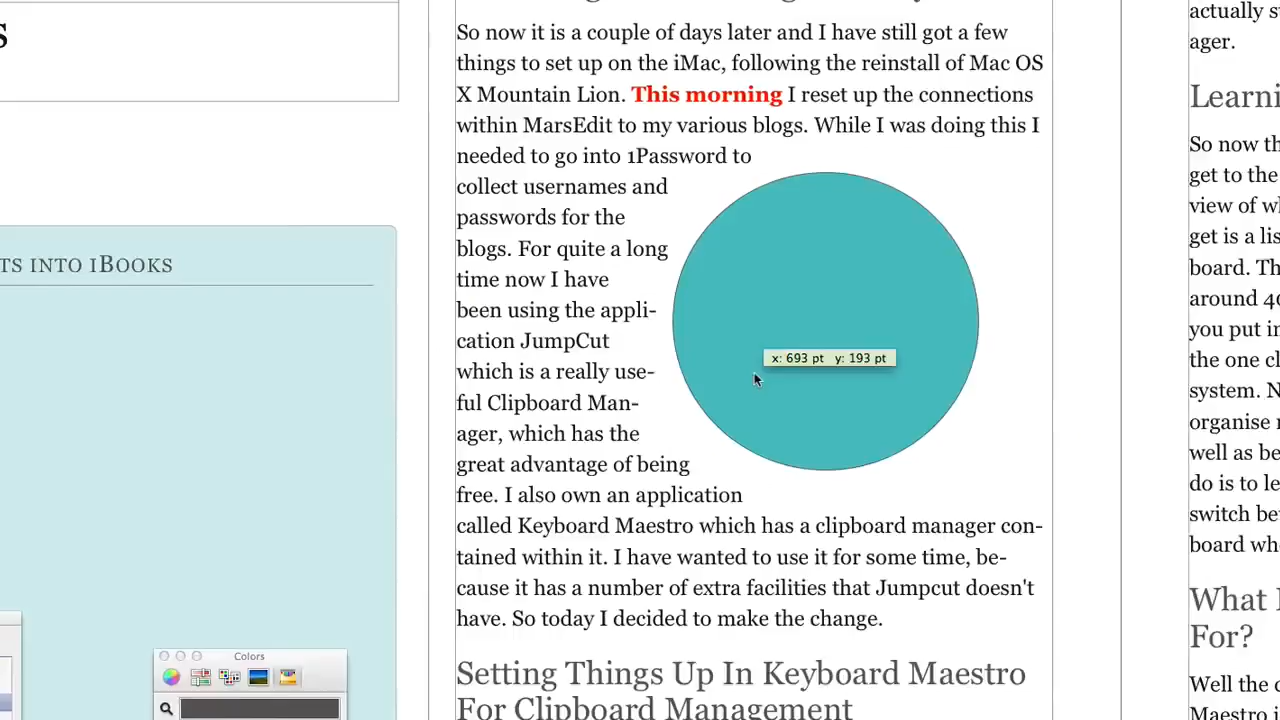 S
TS INTO IBOOKS
Colors
So now it is a couple of days later and I have still got a few
things to set up on the iMac, following the reinstall of Mac OS
X Mountain Lion. This morning I reset up the connections
within MarsEdit to my various blogs. While I was doing this I
needed to go into 1Password to
collect usernames and
passwords for the
blogs. For quite a long
time now I have
been using the appli-
cation JumpCut
which is a really use-
ful Clipboard Man-
ager, which has the
great advantage of being
free. I also own an application
called Keyboard Maestro which has a clipboard manager con-
tained within it. I have wanted to use it for some time, be-
cause it has a number of extra facilities that Jumpcut doesn't
have. So today I decided to make the change.
x: 693 pt y: 193 pt
Setting Things Up In Keyboard Maestro
For Clipboard Management
actually s
ager.
Learni
So now th
get to the
view of w
get is a lis
board. Th
around 40
you put in
the one cl
system. N
organise
well as be
do is to le
switch be
board wh
What
For?
Well the c
Maestro i